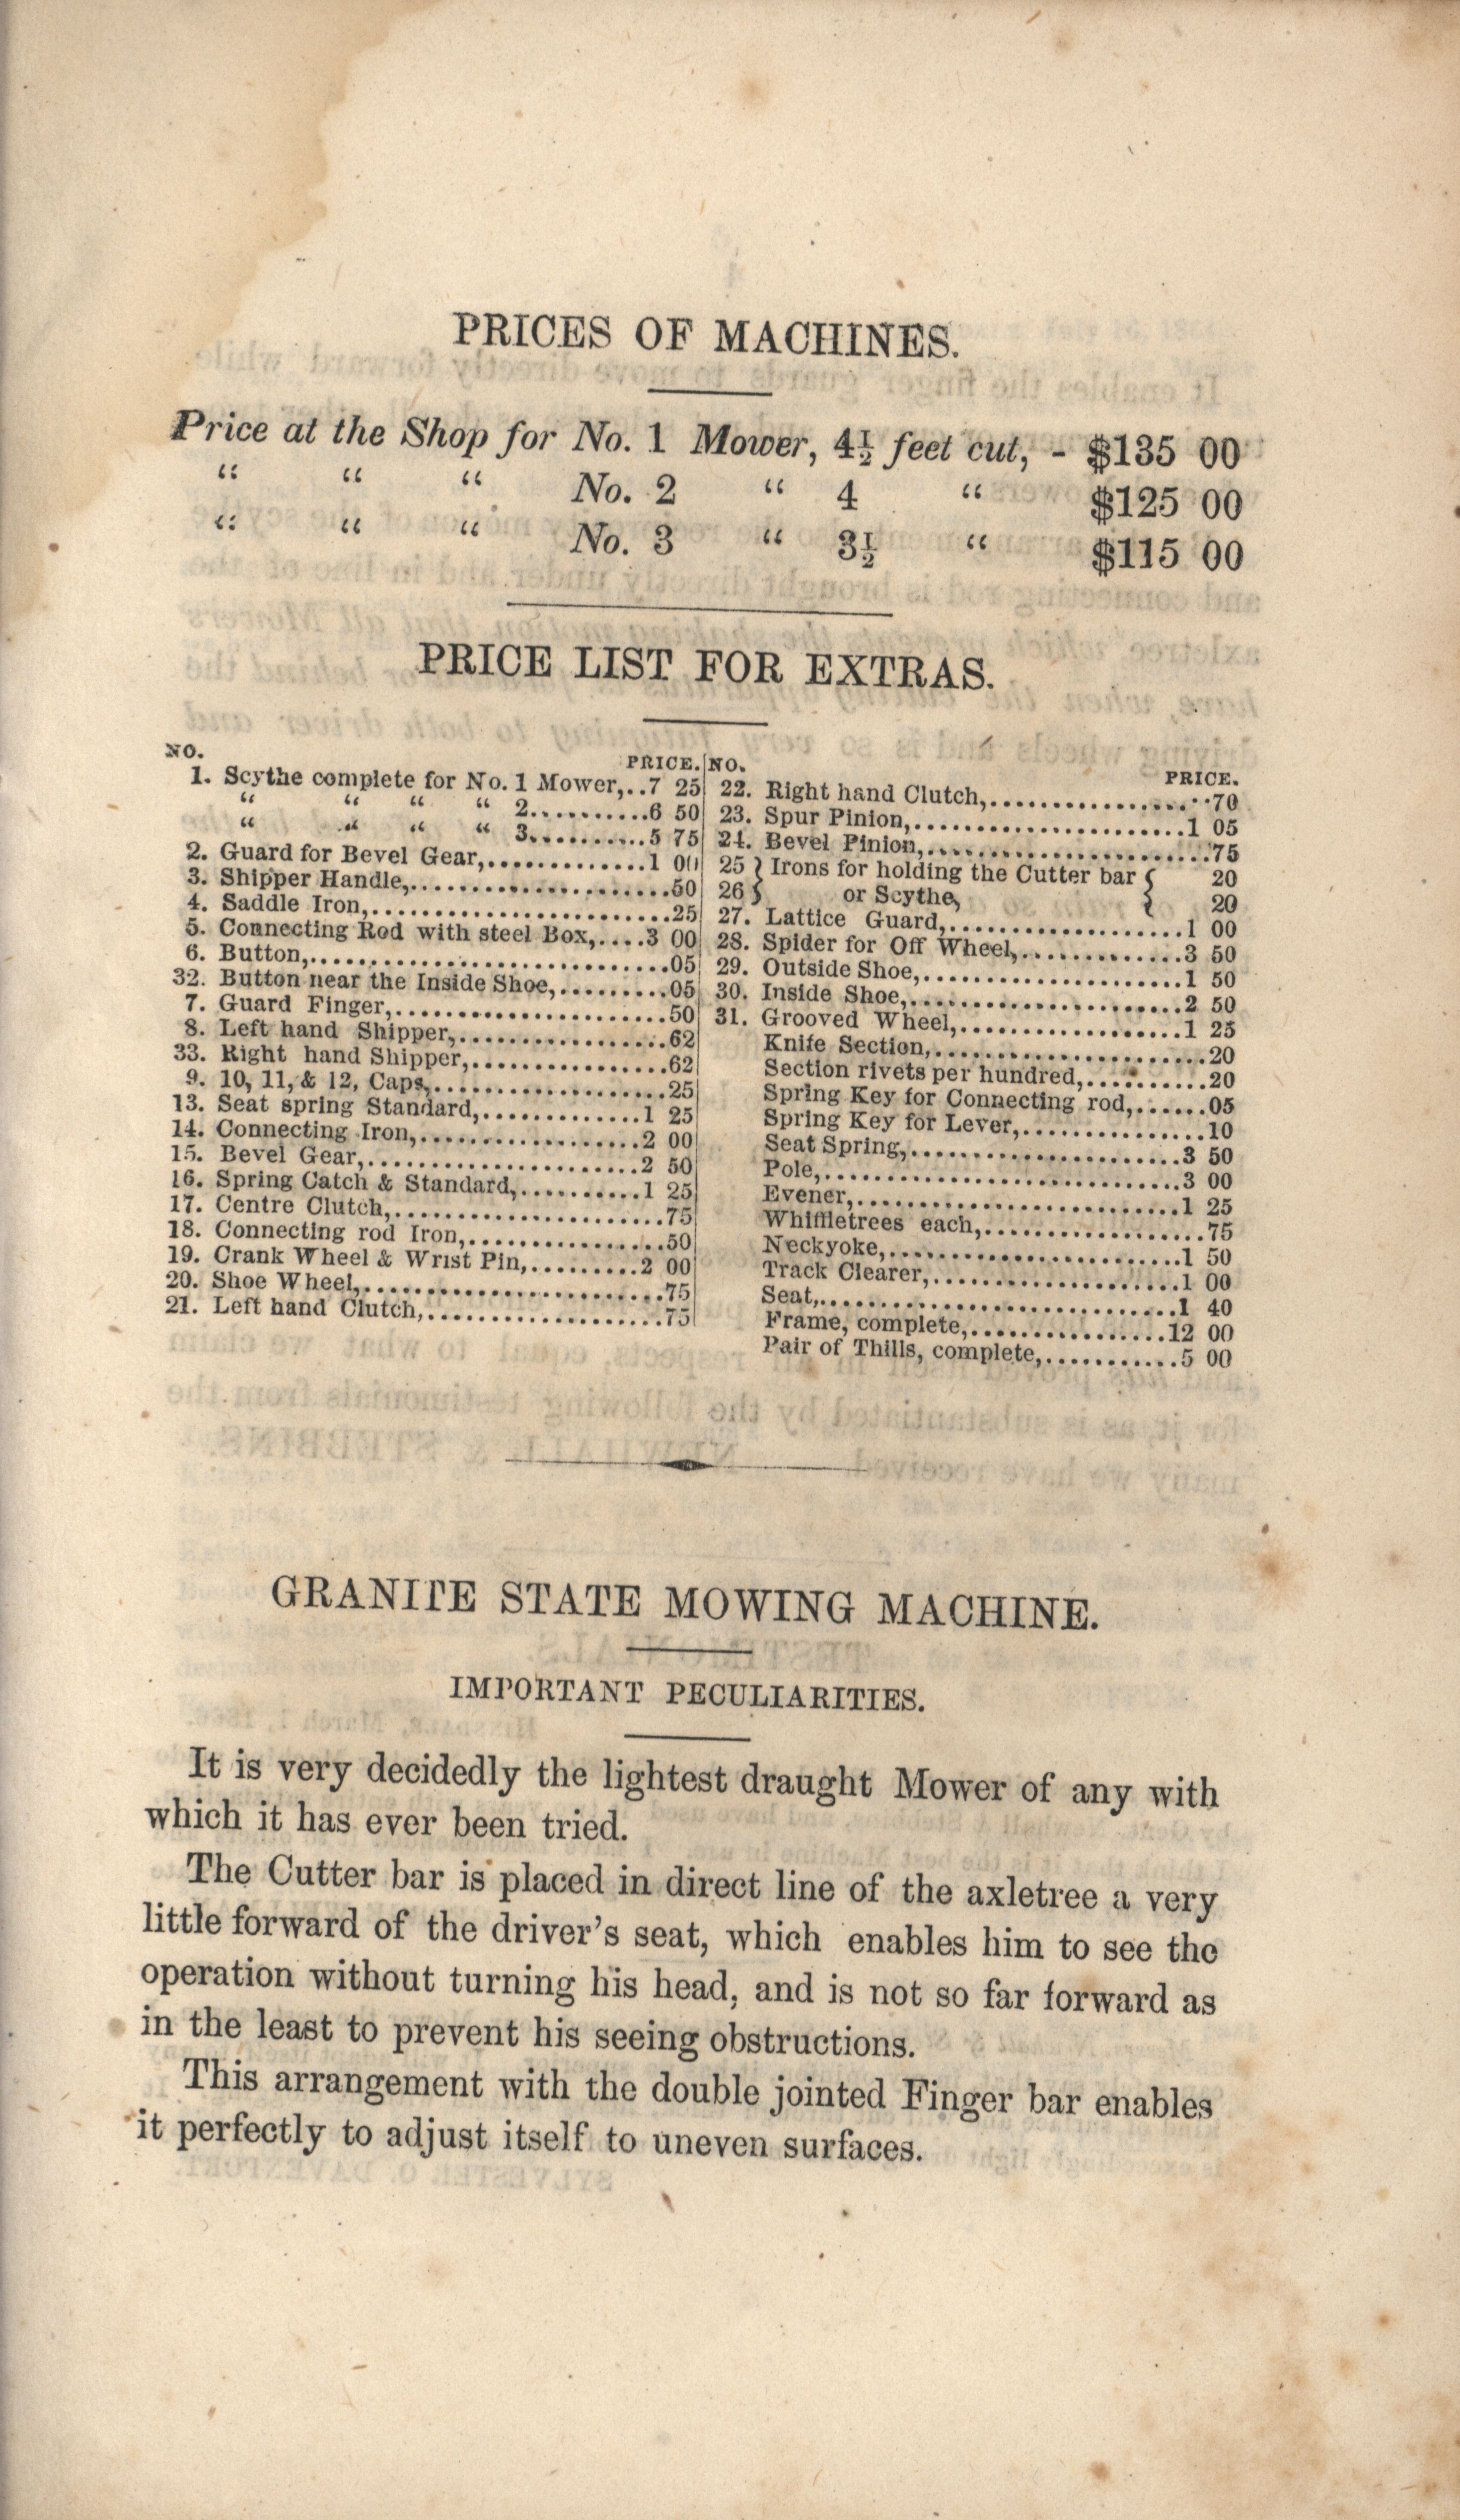 PRICES OF MACHINES.
Price at the Shop for No. 1 Mower, 4½ feet cut, - $135 00
“ “ “ No. 2 “ 4 “ $125 00
“ “ “ No. 3 “ 3½ “ $115 00
PRICE LIST FOR EXTRAS.
NO. PRICE.
1. Scythe complete for No. 1 Mower,..7 25
“ “ “ “ 2..........6 50
“ “ “ “ 3..........5 75
2. Guard for Bevel Gear,.............1 00
3. Shipper Handle,.....................50
4. Saddle Iron,........................25
5. Connecting Rod with steel Box,....3 00
6. Button,.............................05
32. Button near the Inside Shoe,.........05
7. Guard Finger,......................50
8. Left hand Shipper,.................62
33. Right hand Shipper,................62
9. 10, 11, & 12, Caps,....................25
13. Seat spring Standard,.............1 25
14. Connecting Iron,...................2 00
15. Bevel Gear,.......................2 50
16. Spring Catch & Standard,..........1 25
17. Centre Clutch,.......................75
18. Connecting rod Iron,.................50
19. Crank Wheel & Wrist Pin,.........2 00
20. Shoe Wheel,.........................75
21. Left hand Clutch,....................75
NO. PRICE.
22. Right hand Clutch,..................70
23. Spur Pinion,.......................1 05
24. Bevel Pinion,........................75
25 } Irons for holding the Cutter bar { 20
26 } or Scythe, { 20
27. Lattice Guard,....................1 00
28. Spider for Off Wheel,..............3 50
29. Outside Shoe,......................1 50
30. Inside Shoe,.......................2 50
31. Grooved Wheel,...................1 25
Knife Section,.......................20
Section rivets per hundred,..........20
Spring Key for Connecting rod,......05
Spring Key for Lever,................10
Seat Spring,.......................3 50
Pole,..............................3 00
Evener,...........................1 25
Whiffletrees each,...................75
Neckyoke,.........................1 50
Track Clearer,.....................1 00
Seat,..............................1 40
Frame, complete,.................12 00
Pair of Thills, complete,............5 00
GRANITE STATE MOWING MACHINE.
IMPORTANT PECULIARITIES.
It is very decidedly the lightest draught Mower of any with
which it has ever been tried.
The Cutter bar is placed in direct line of the axletree a very
little forward of the driver's seat, which enables him to see the
operation without turning his head, and is not so far forward as
in the least to prevent his seeing obstructions.
This arrangement with the double jointed Finger bar enables
it perfectly to adjust itself to uneven surfaces.